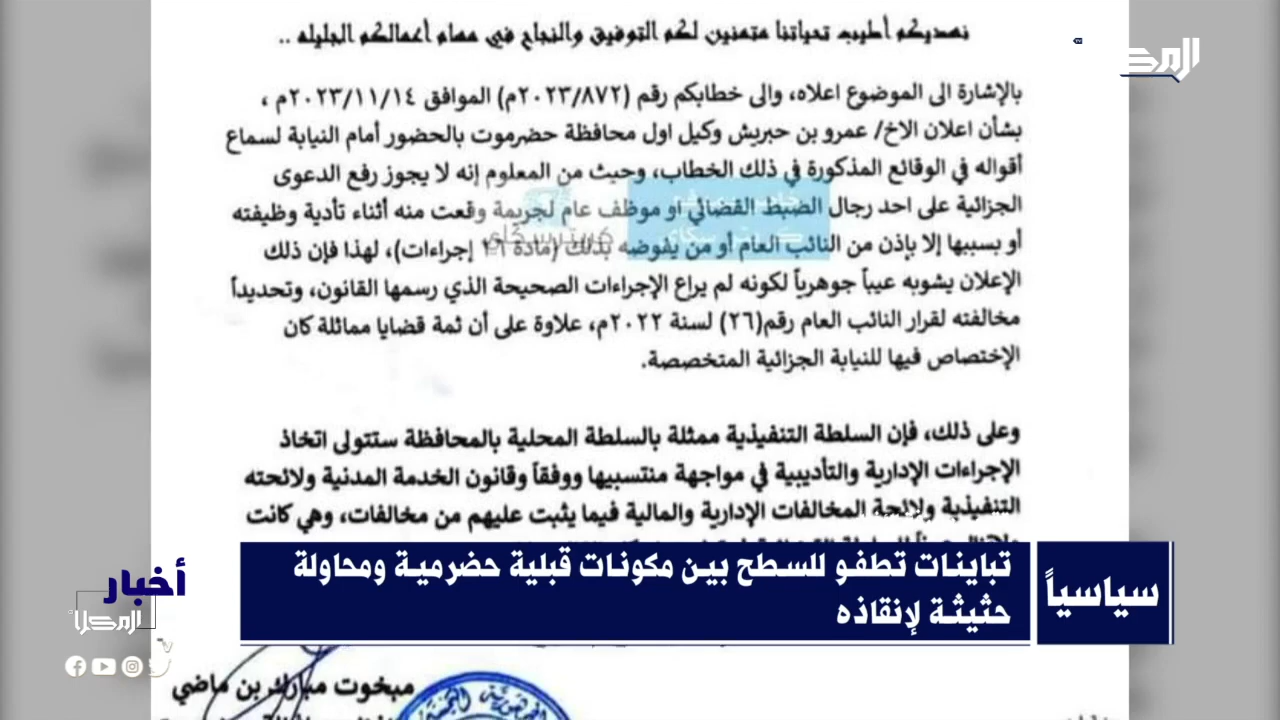 نهديكم أطيب تحياتنا متمنين لكم التوفيق والنجاح في مهام أعمالكم الجليله ..
بالإشارة الى الموضوع اعلاه، والى خطابكم رقم (٢٠٢٣/٨٧٢م) الموافق ٢٠٢٣/١١/١٤م ،
بشأن اعلان الاخ/ عمرو بن حبريش وكيل اول محافظة حضرموت بالحضور أمام النيابة لسماع
أقواله في الوقائع المذكورة في ذلك الخطاب، وحيث من المعلوم إنه لا يجوز رفع الدعوى
الجزائية على احد رجال الضبط القضائي او موظف عام لجريمة وقعت منه أثناء تأدية وظيفته
أو بسببها إلا بإذن من النائب العام أو من يفوضه بذلك (مادة ٢٦ إجراءات)، لهذا فإن ذلك
الإعلان يشوبه عيباً جوهرياً لكونه لم يراع الإجراءات الصحيحة الذي رسمها القانون، وتحديداً
مخالفته لقرار النائب العام رقم(٢٦) لسنة ٢٠٢٢م، علاوة على أن ثمة قضايا مماثلة كان
الإختصاص فيها للنيابة الجزائية المتخصصة.
وعلى ذلك، فإن السلطة التنفيذية ممثلة بالسلطة المحلية بالمحافظة ستتولى اتخاذ
الإجراءات الإدارية والتأديبية في مواجهة منتسبيها ووفقاً وقانون الخدمة المدنية ولائحته
التنفيذية ولائحة المخالفات الإدارية والمالية فيما يثبت عليهم من مخالفات، وهي كانت
سياسياً
تباينات تطفو للسطح بين مكونات قبلية حضرمية ومحاولة
حثيثة لإنقاذه
أخبار
المكلا
مبخوت مبارك بن ماضي